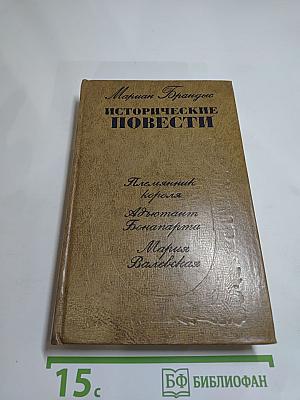 Мариан Брандыс
ИСТОРИЧЕСКИЕ
ПОВЕСТИ
Племянник
короля
Адъютант
Бонапарта
Мария
Валевская
15с
БФ БИБЛИОФАН